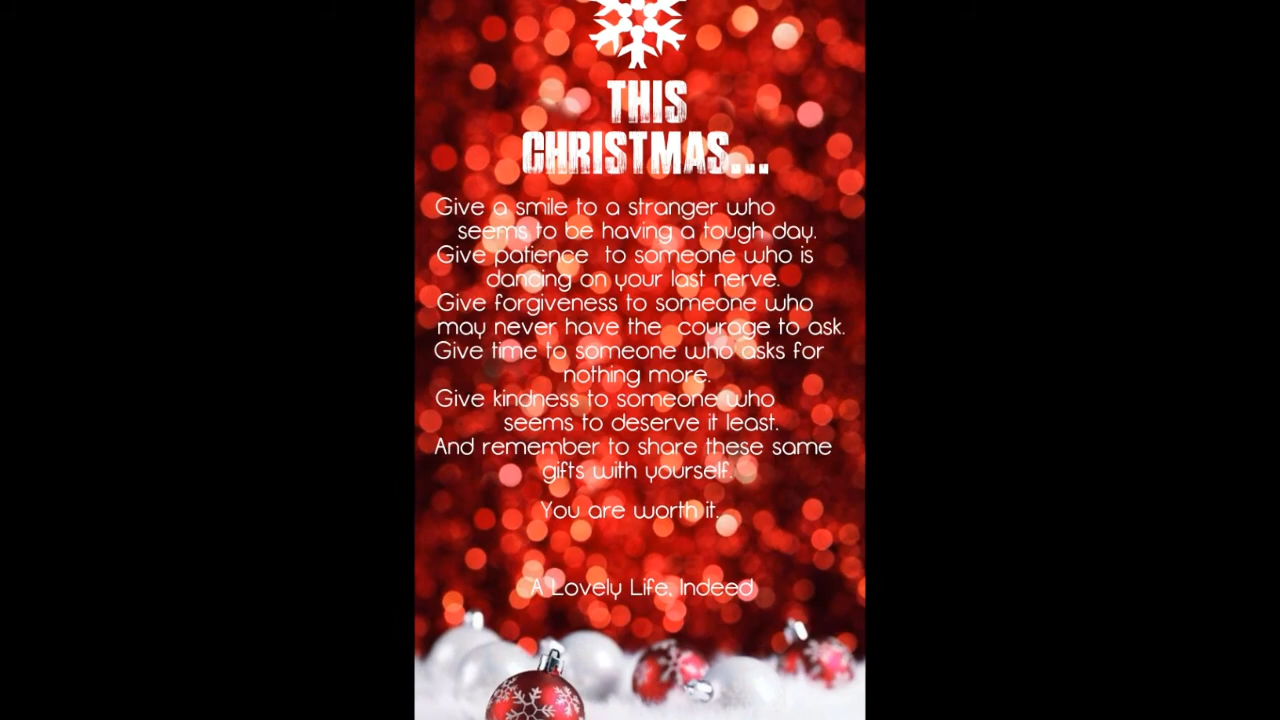 THIS
CHRISTMAS...
Give a smile to a stranger who
seems to be having a tough day.
Give patience to someone who is
dancing on your last nerve.
Give forgiveness to someone who
may never have the courage to ask.
Give time to someone who asks for
nothing more.
Give kindness to someone who
seems to deserve it least.
And remember to share these same
gifts with yourself.
You are worth it.
A Lovely Life, Indeed